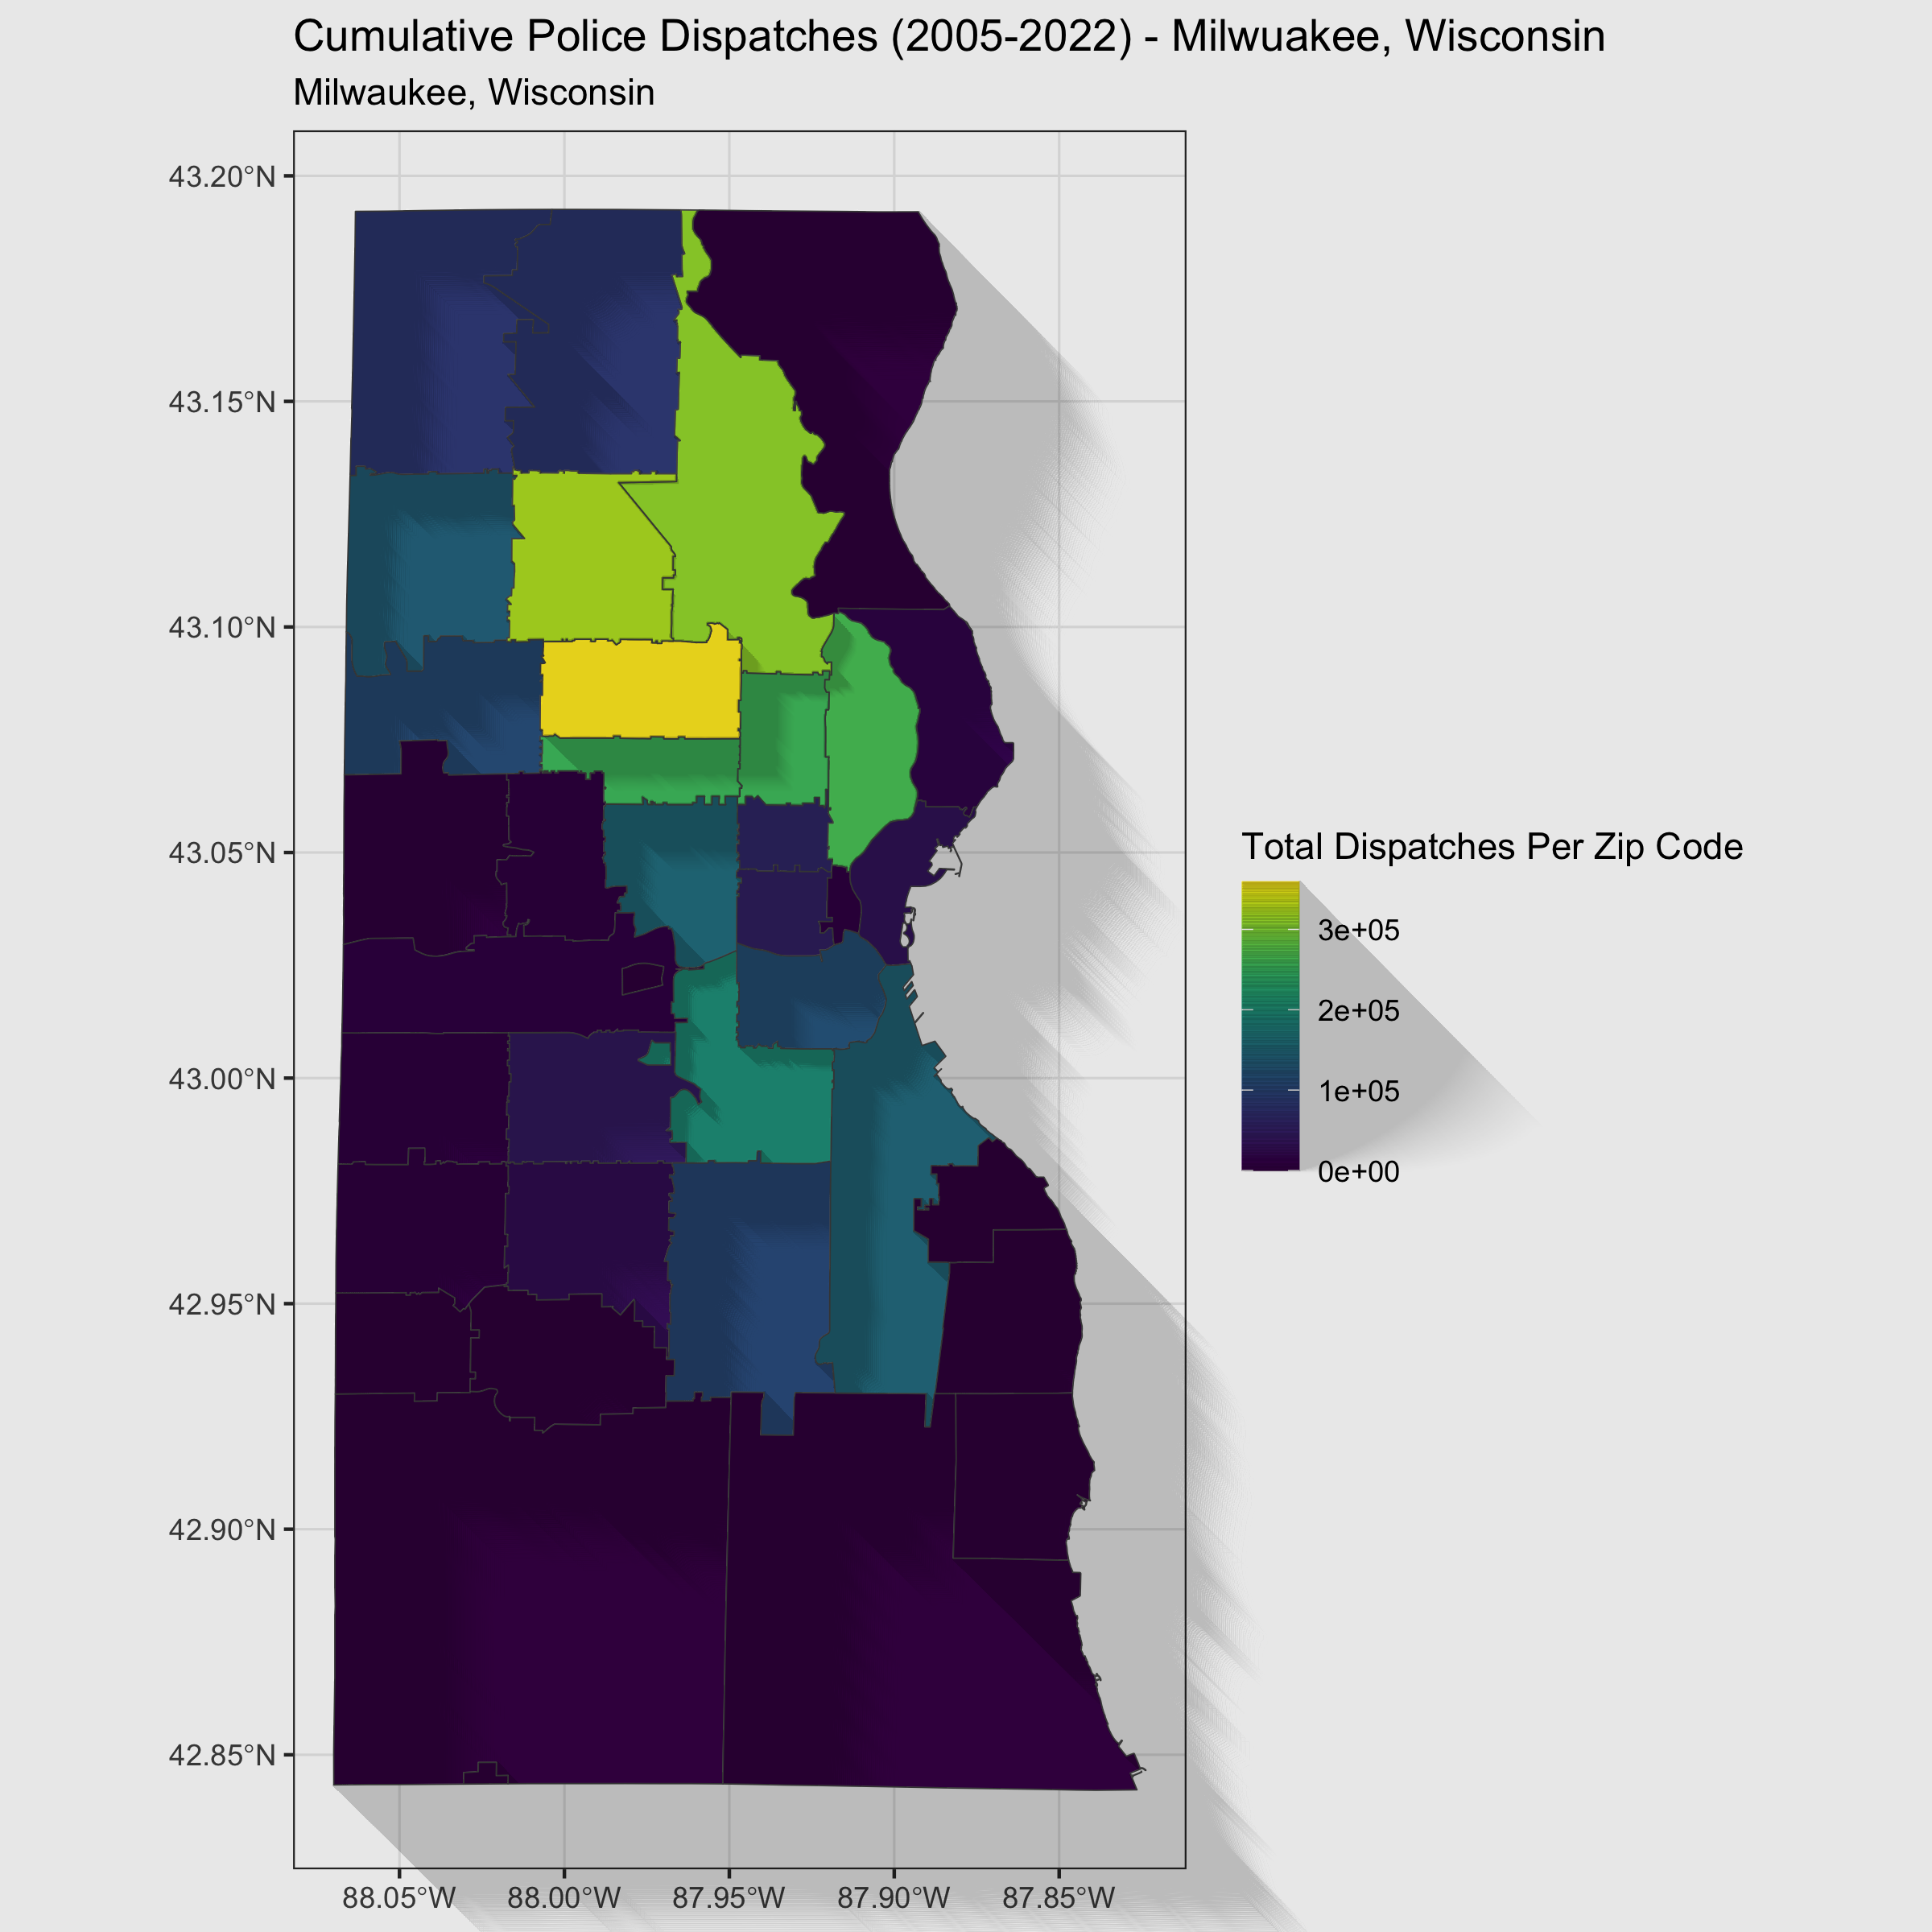 Cumulative Police Dispatches (2005-2022) - Milwuakee, Wisconsin
Milwaukee, Wisconsin
43.20°N
43.15°N
43.10°N
43.05°N
43.00°N
42.95°N
42.90°N
42.85°N
88.05°W 88.00°W 87.95°W 87.90°W 87.85°W
Total Dispatches Per Zip Code
3e+05
2e+05
1e+05
0e+00